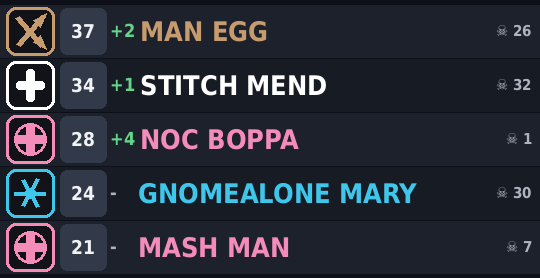 37 +2 MAN EGG ☠ 26
34 +1 STITCH MEND ☠ 32
28 +4 NOC BOPPA ☠ 1
24 - GNOMEALONE MARY ☠ 30
21 - MASH MAN ☠ 7